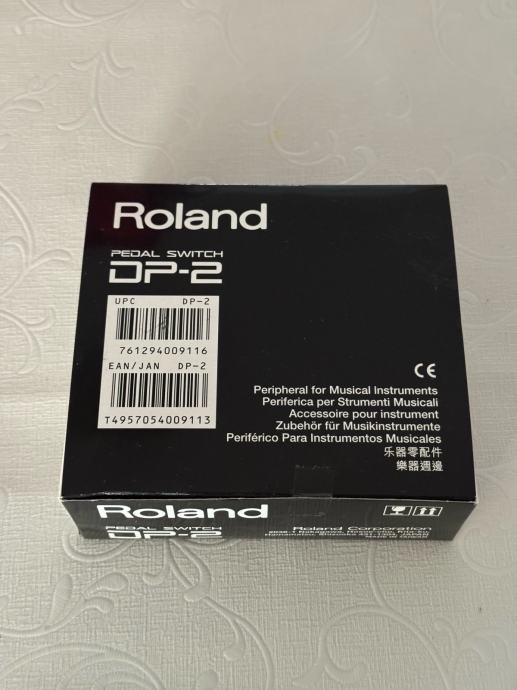 Roland
PEDAL SWITCH
DP-2
UPC DP-2
761294009116
EAN/JAN DP-2
T4957054009113
CE
Peripheral for Musical Instruments
Periferica per Strumenti Musicali
Accessoire pour instrument
Zubehör für Musikinstrumente
Periférico Para Instrumentos Musicales
乐器零配件
樂器週邊
Roland
PEDAL SWITCH
DP-2
Roland Corporation